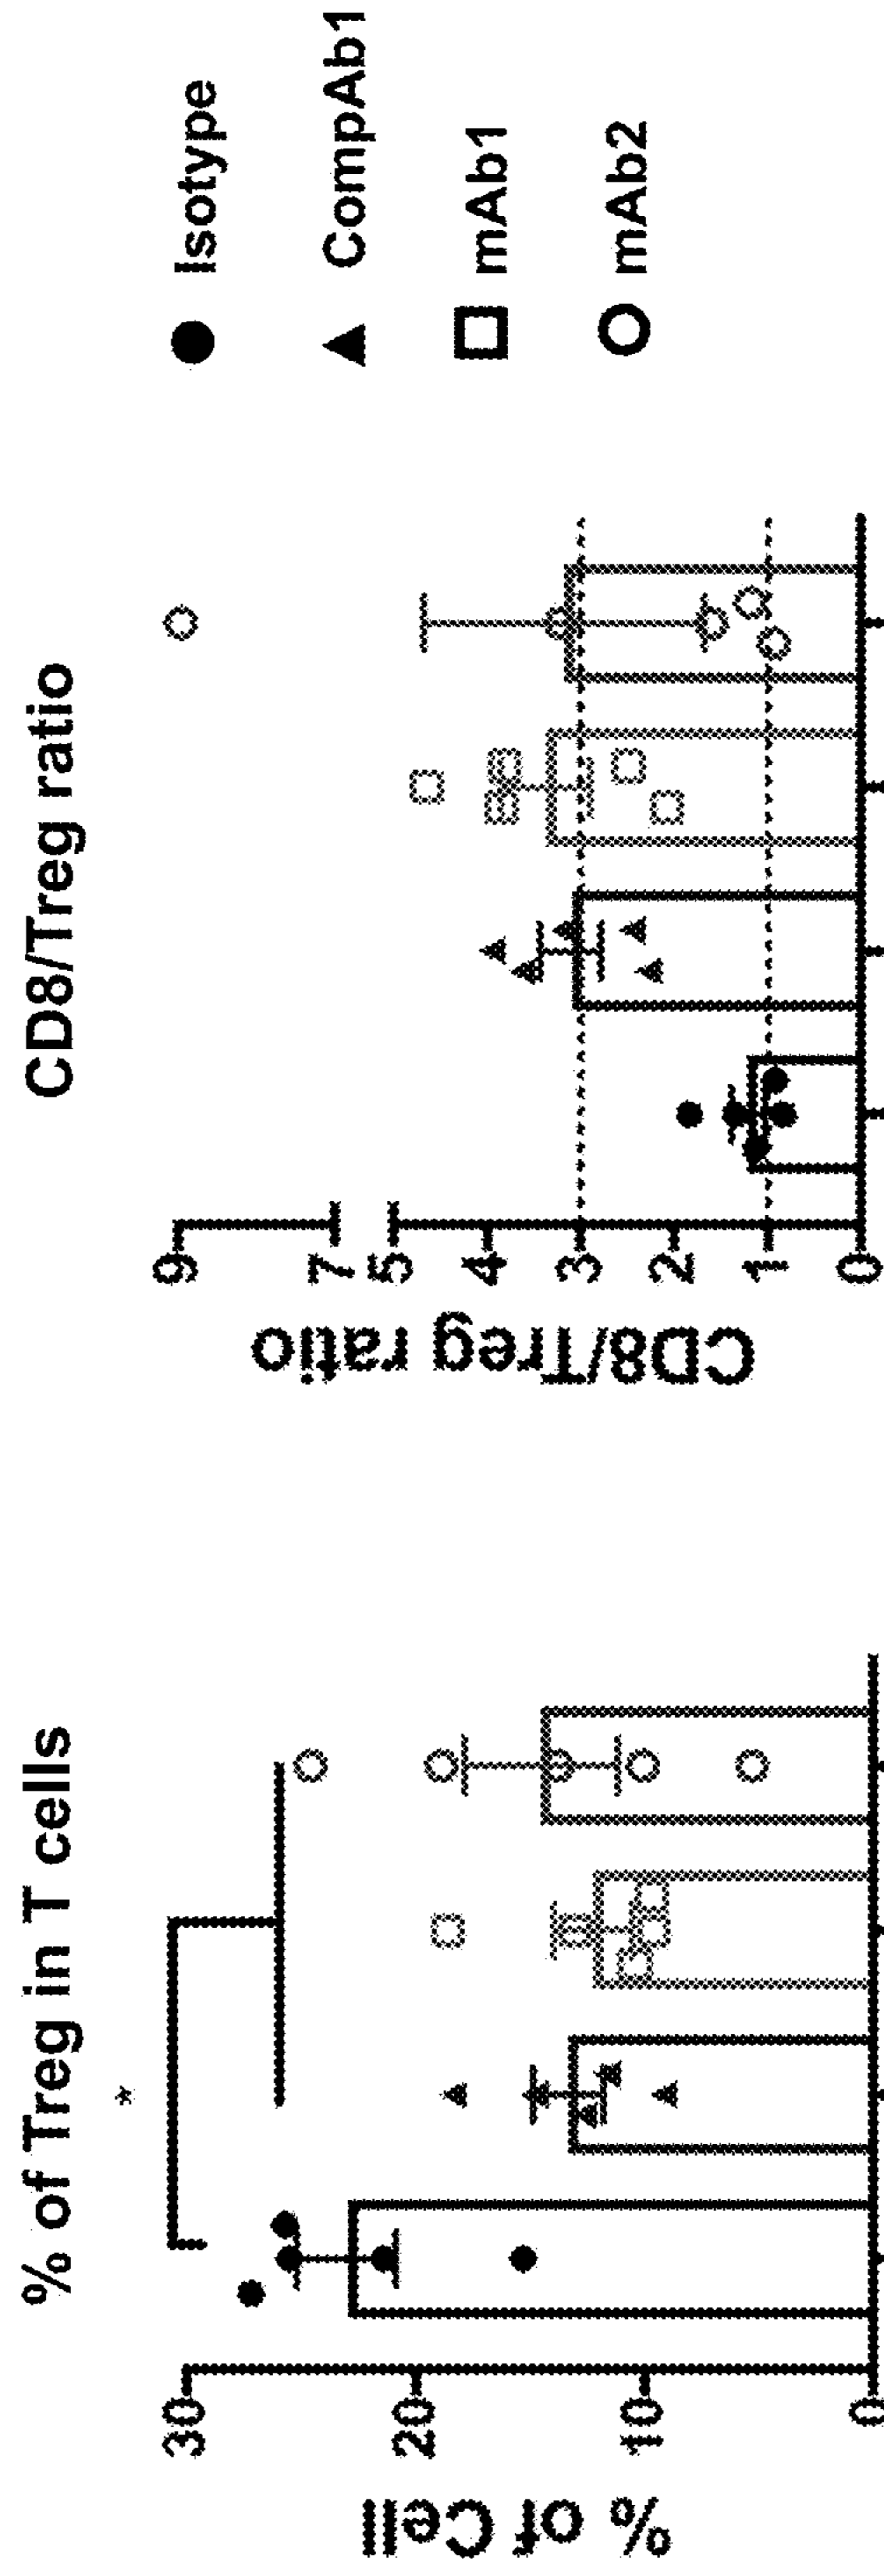 % of Treg in T cells
*
% of Cell
30
20
10
0
CD8/Treg ratio
CD8/Treg ratio
9
7
5
4
3
2
1
0
Isotype
CompAb1
mAb1
mAb2